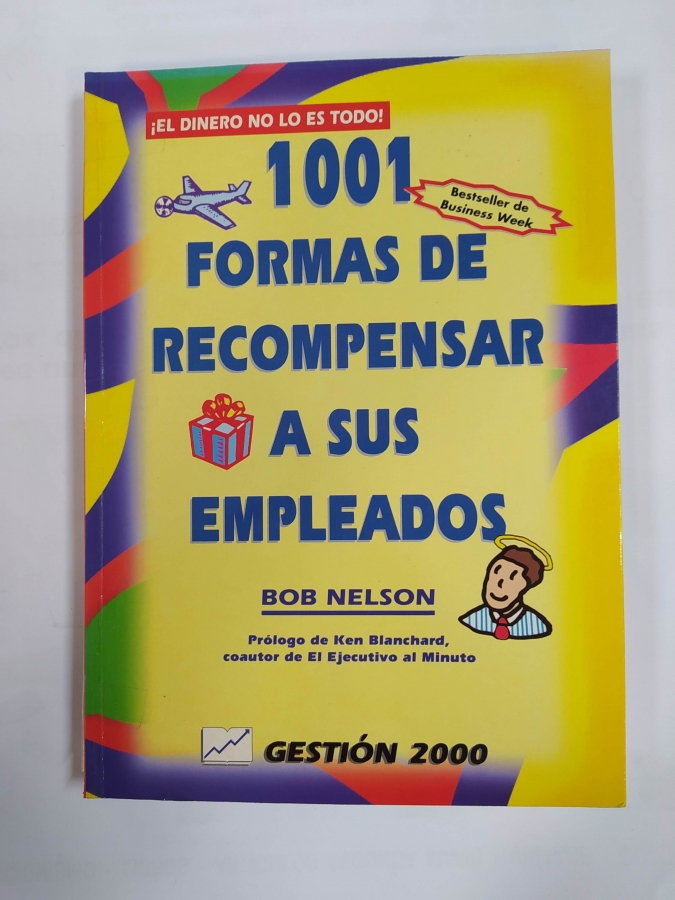 ¡EL DINERO NO LO ES TODO!
1001
Bestseller de
Business Week
FORMAS DE
RECOMPENSAR
A SUS
EMPLEADOS
BOB NELSON
Prólogo de Ken Blanchard,
coautor de El Ejecutivo al Minuto
GESTIÓN 2000